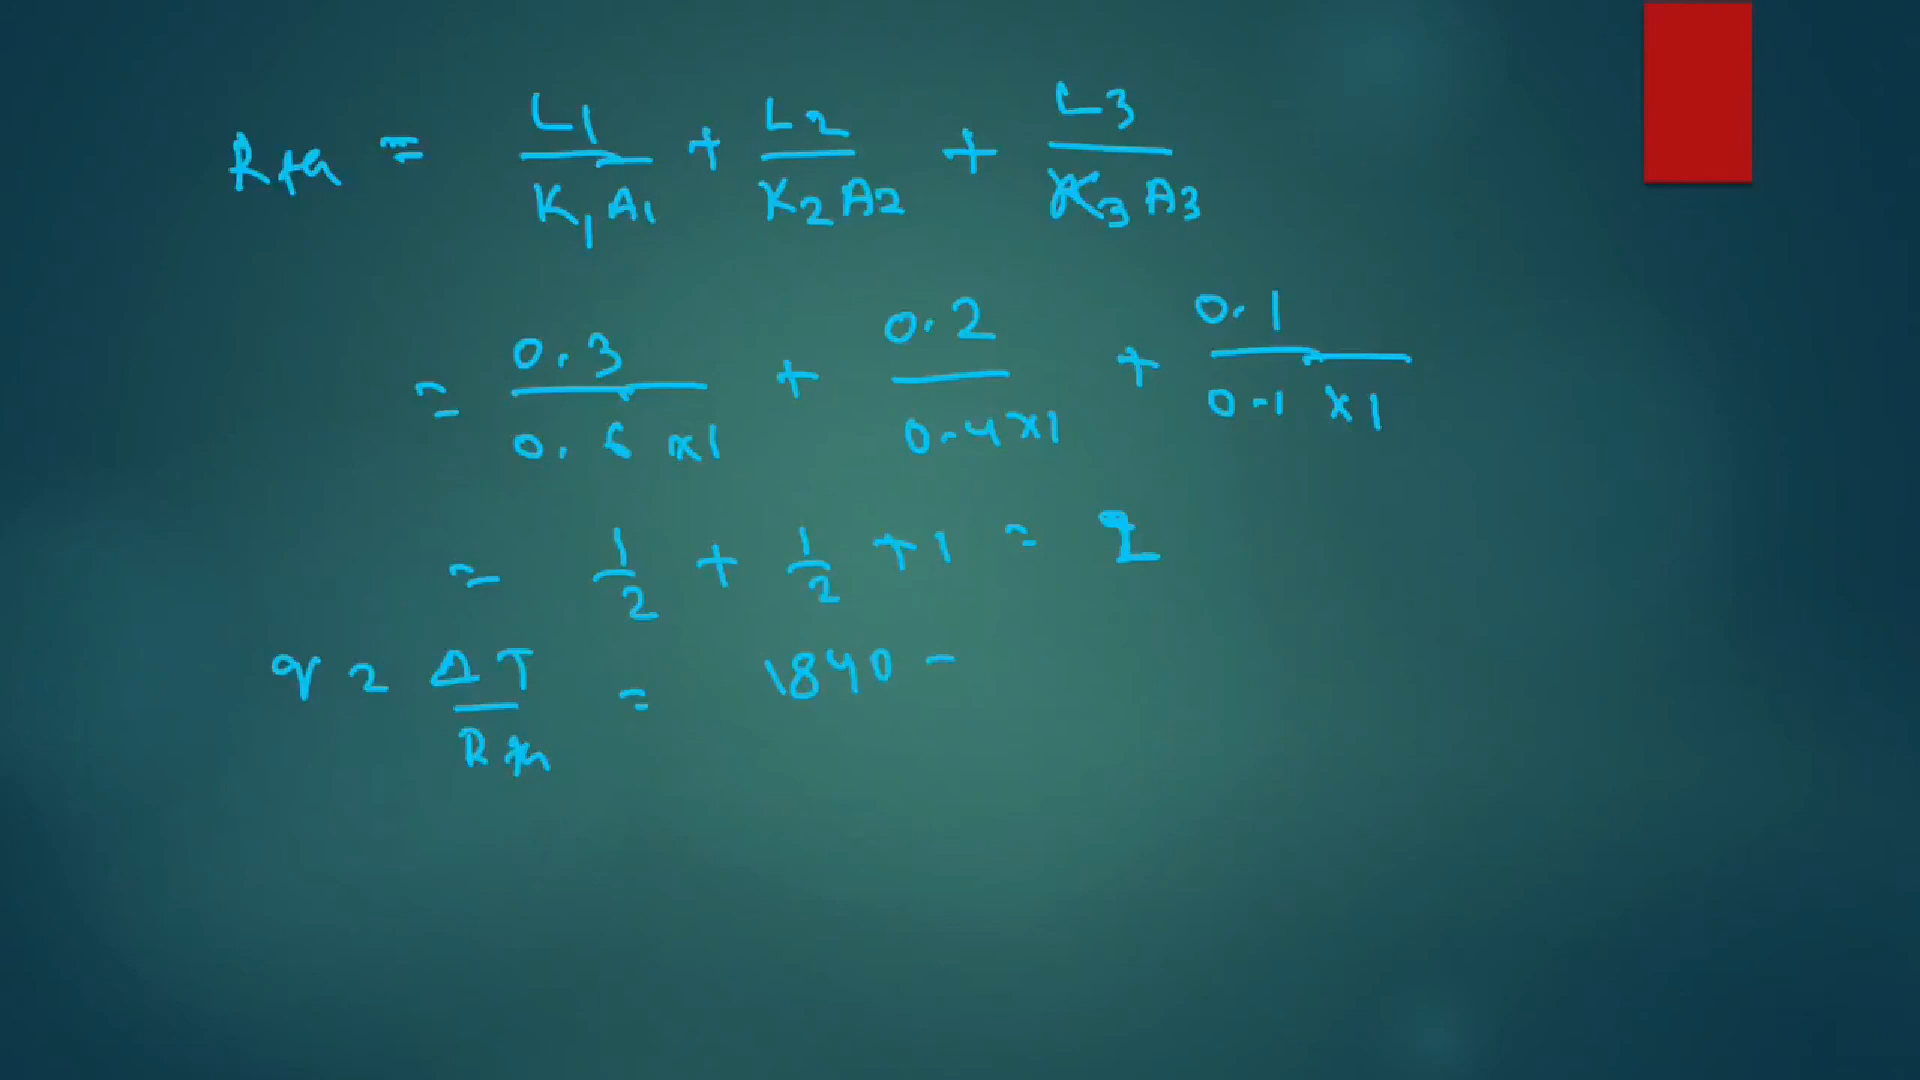 Rth = L1/K1A1 + L2/K2A2 + L3/K3A3
= 0.3/0.6×1 + 0.2/0.4×1 + 0.1/0.1×1
= 1/2 + 1/2 + 1 = 2
q = ΔT/Rth = 1840 -